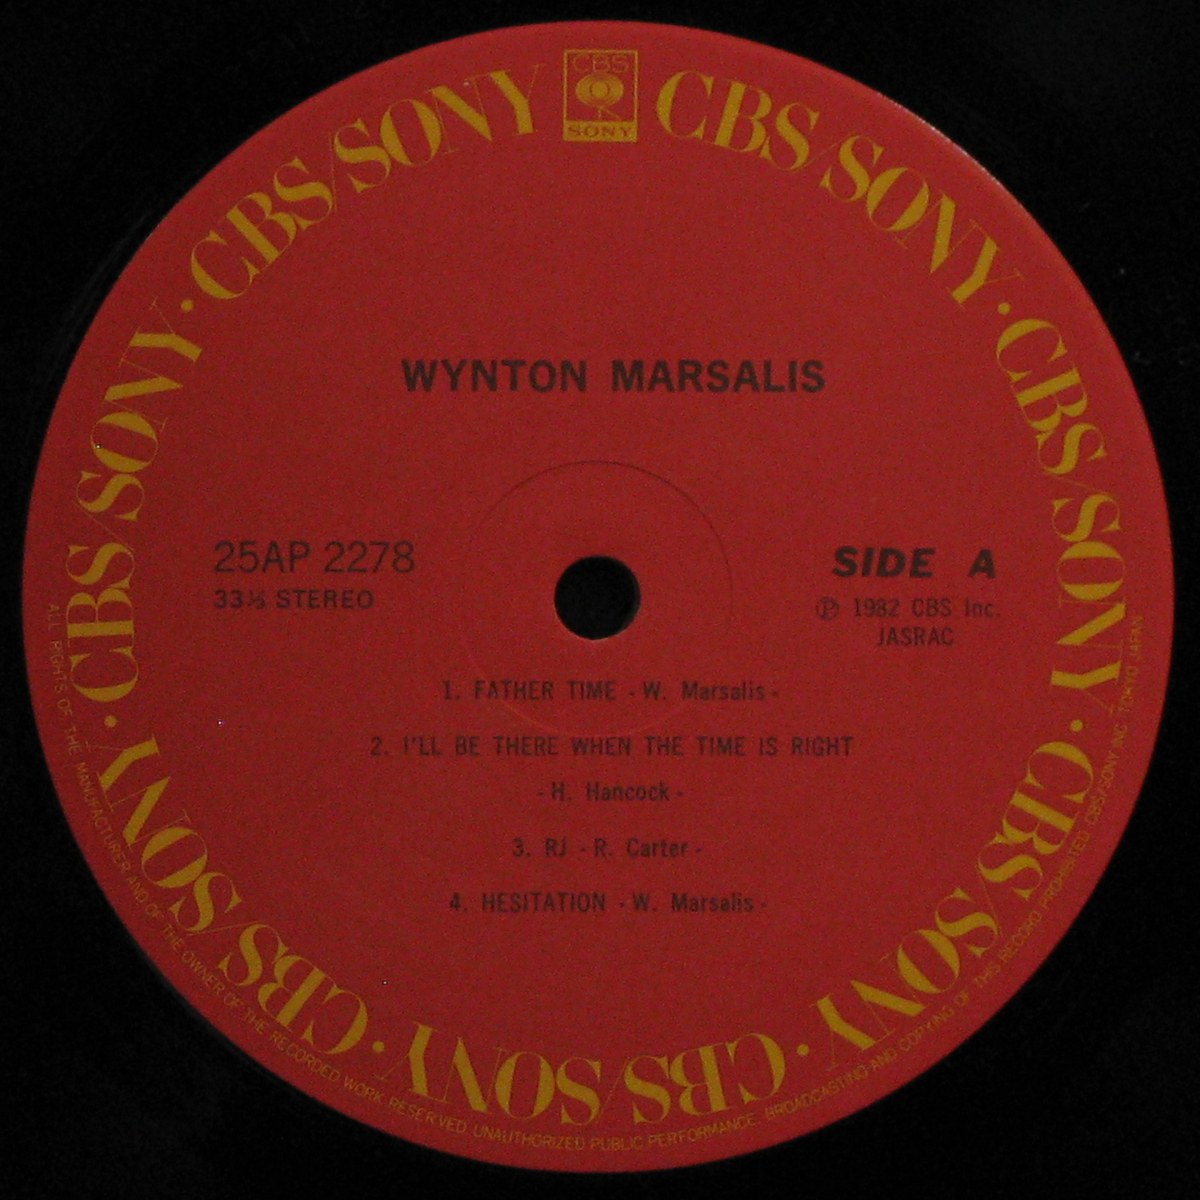 CBS
SONY
CBS/SONY · CBS/SONY · CBS/SONY · CBS/SONY · CBS/SONY · CBS/SONY · CBS/SONY
WYNTON MARSALIS
25AP 2278
33⅓ STEREO
SIDE A
℗ 1982 CBS Inc.
JASRAC
1. FATHER TIME - W. Marsalis -
2. I'LL BE THERE WHEN THE TIME IS RIGHT
- H. Hancock -
3. RJ - R. Carter -
4. HESITATION - W. Marsalis -
ALL RIGHTS OF THE MANUFACTURER AND OF THE OWNER OF THE RECORDED WORK RESERVED. UNAUTHORIZED PUBLIC PERFORMANCE, BROADCASTING AND COPYING OF THIS RECORD PROHIBITED. CBS/SONY INC. TOKYO JAPAN